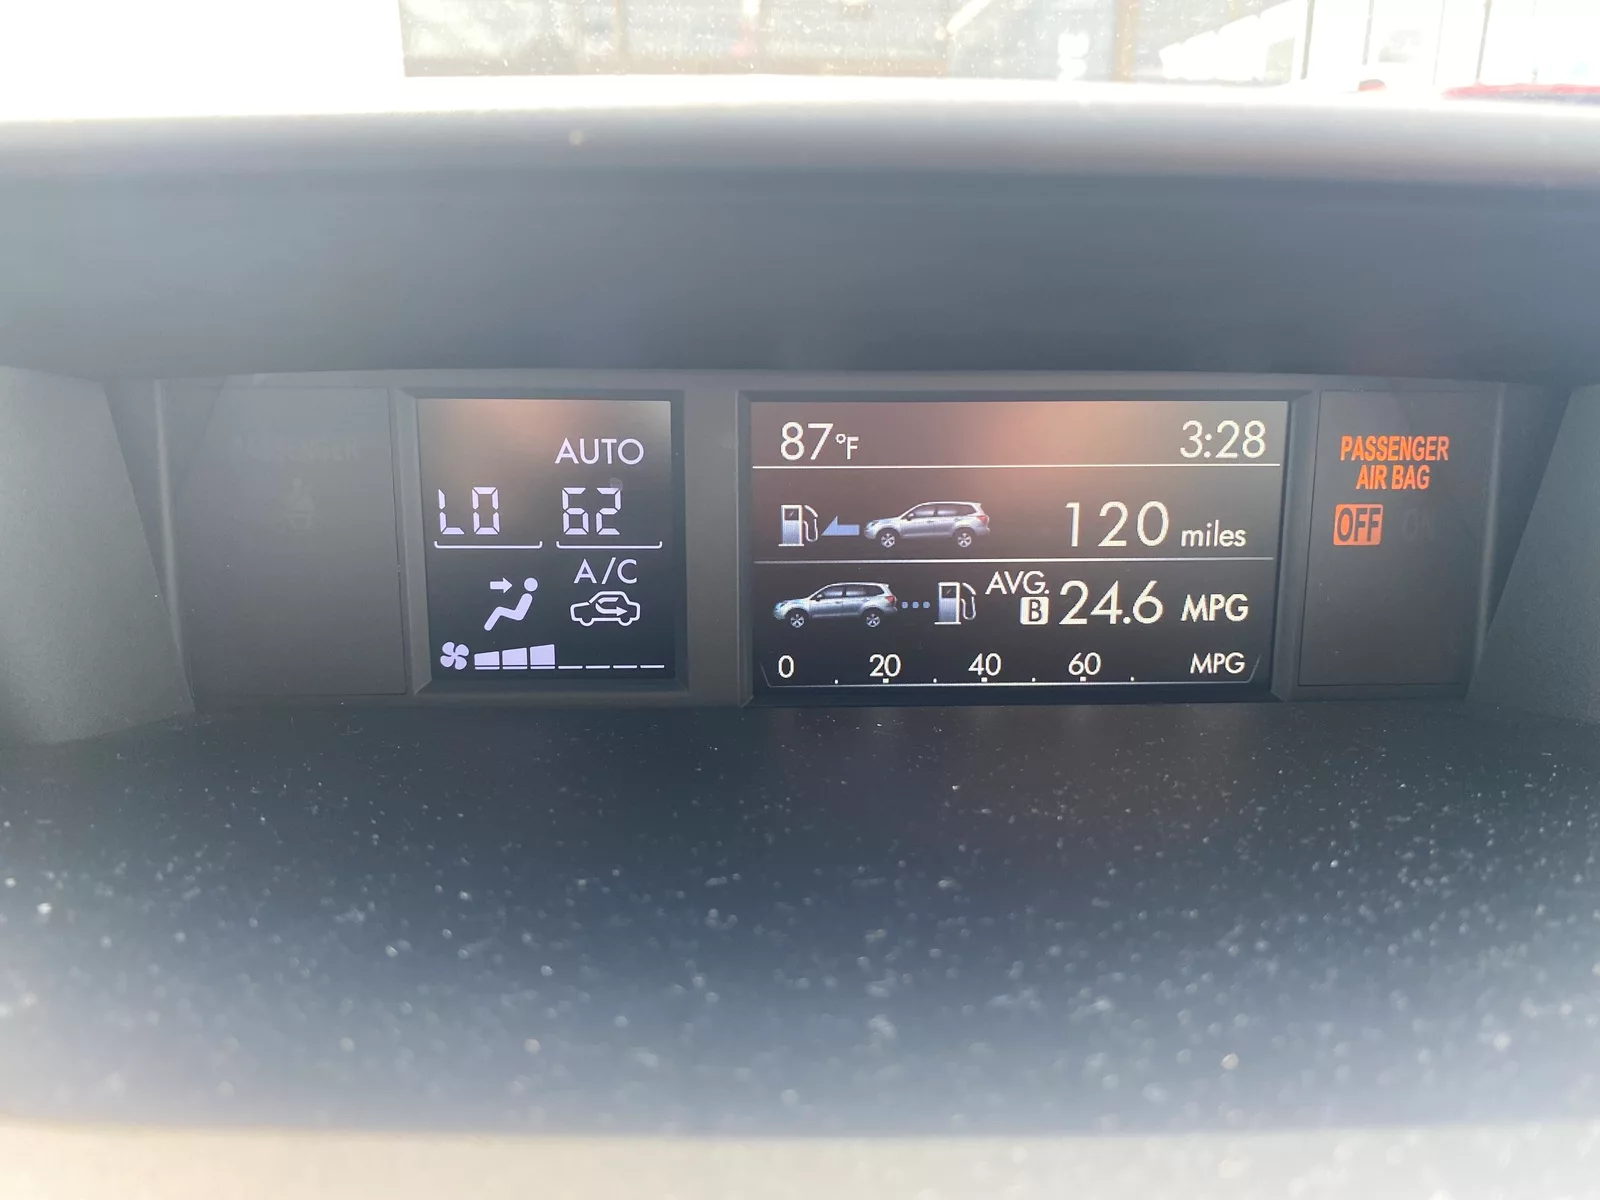 AUTO
LO 62
A/C
87°F 3:28
120 miles
AVG.
B 24.6 MPG
0 20 40 60 MPG
PASSENGER
AIR BAG
OFF